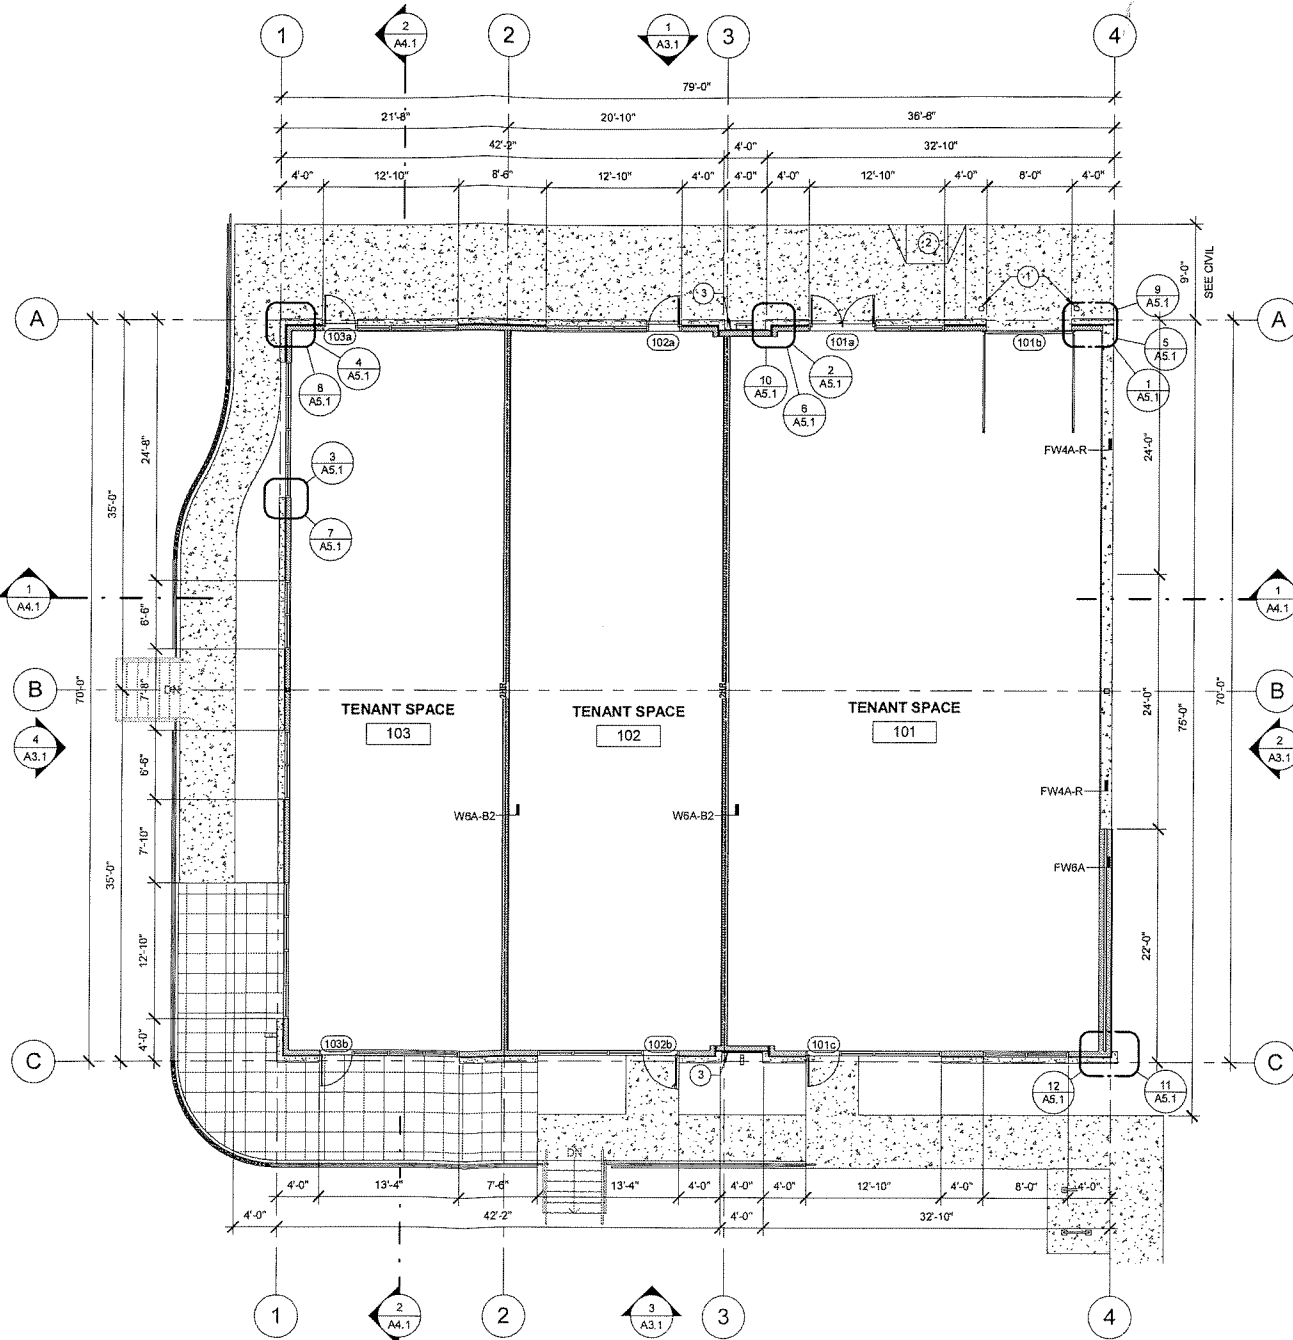 1
2
A4.1
2
1
A3.1
3
4
79'-0"
21'-8"
20'-10"
36'-6"
42'-2"
4'-0"
32'-10"
4'-0"
12'-10"
8'-6"
12'-10"
4'-0"
4'-0"
4'-0"
12'-10"
4'-0"
8'-0"
4'-0"
2
9'-0"
SEE CIVIL
3
1
9
A5.1
A
A
103a
102a
101a
101b
4
A5.1
8
A5.1
10
A5.1
2
A5.1
6
A5.1
5
A5.1
1
A5.1
24'-8"
3
A5.1
FW4A-R
24'-0"
35'-0"
7
A5.1
1
A4.1
1
A4.1
6'-6"
B
70'-0"
7'-8"
DN
2HR
2HR
B
TENANT SPACE
103
TENANT SPACE
102
TENANT SPACE
101
24'-0"
75'-0"
70'-0"
4
A3.1
2
A3.1
6'-6"
FW4A-R
W6A-B2
W6A-B2
7'-10"
35'-0"
FW6A
12'-10"
22'-0"
4'-0"
103b
102b
101c
C
C
3
12
A5.1
11
A5.1
DN
4'-0"
13'-4"
7'-6"
13'-4"
4'-0"
4'-0"
4'-0"
12'-10"
4'-0"
8'-0"
4'-0"
4'-0"
42'-2"
4'-0"
32'-10"
1
2
A4.1
2
3
A3.1
3
4